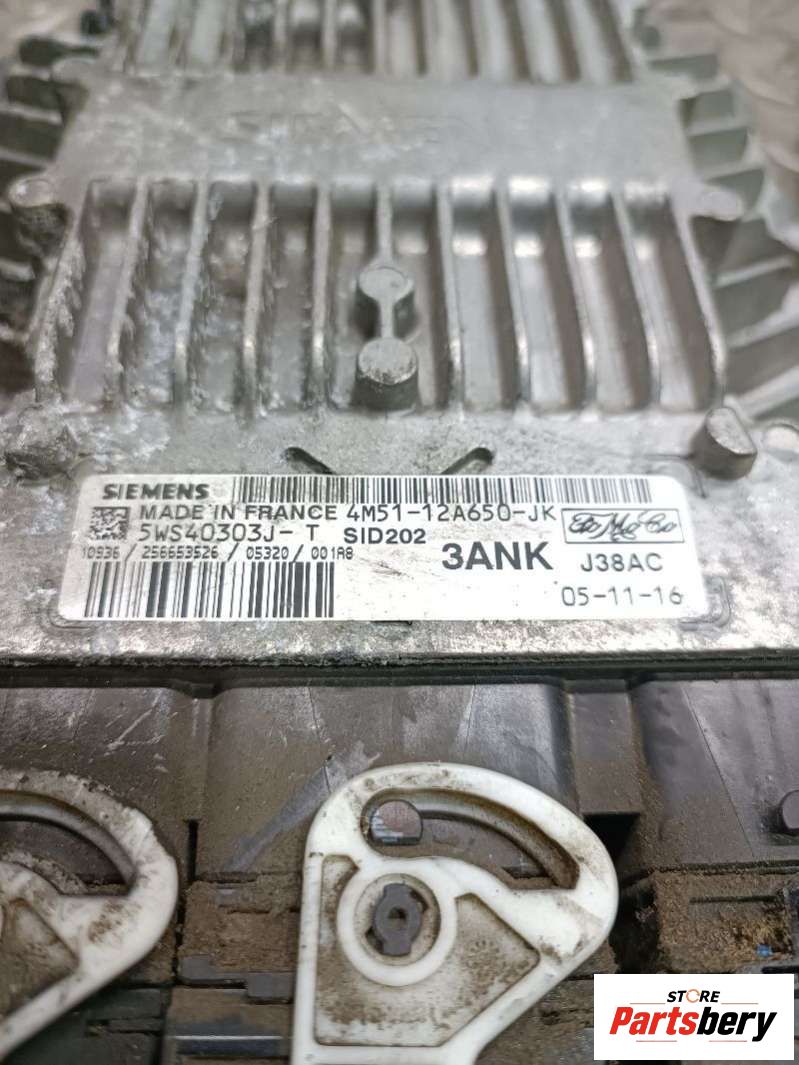 SIEMENS
MADE IN FRANCE 4M51-12A650-JK
5WS40303J- T SID202
FoMoCo
10936 / 256653526 / 05320 / 001A8
3ANK J38AC
05-11-16
STORE
Partsbery